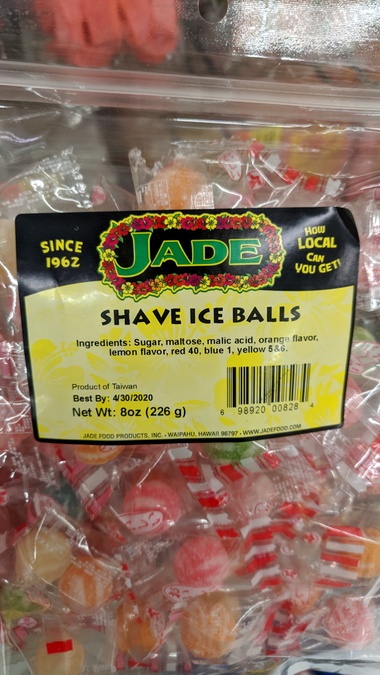 SINCE
1962
JADE
HOW
LOCAL
CAN
YOU GET!
SHAVE ICE BALLS
Ingredients: Sugar, maltose, malic acid, orange flavor,
lemon flavor, red 40, blue 1, yellow 5&6.
Product of Taiwan
Best By: 4/30/2020
Net Wt: 8oz (226 g)
6 98920 00828 4
JADE FOOD PRODUCTS, INC. • WAIPAHU, HAWAII 96797 • WWW.JADEFOOD.COM